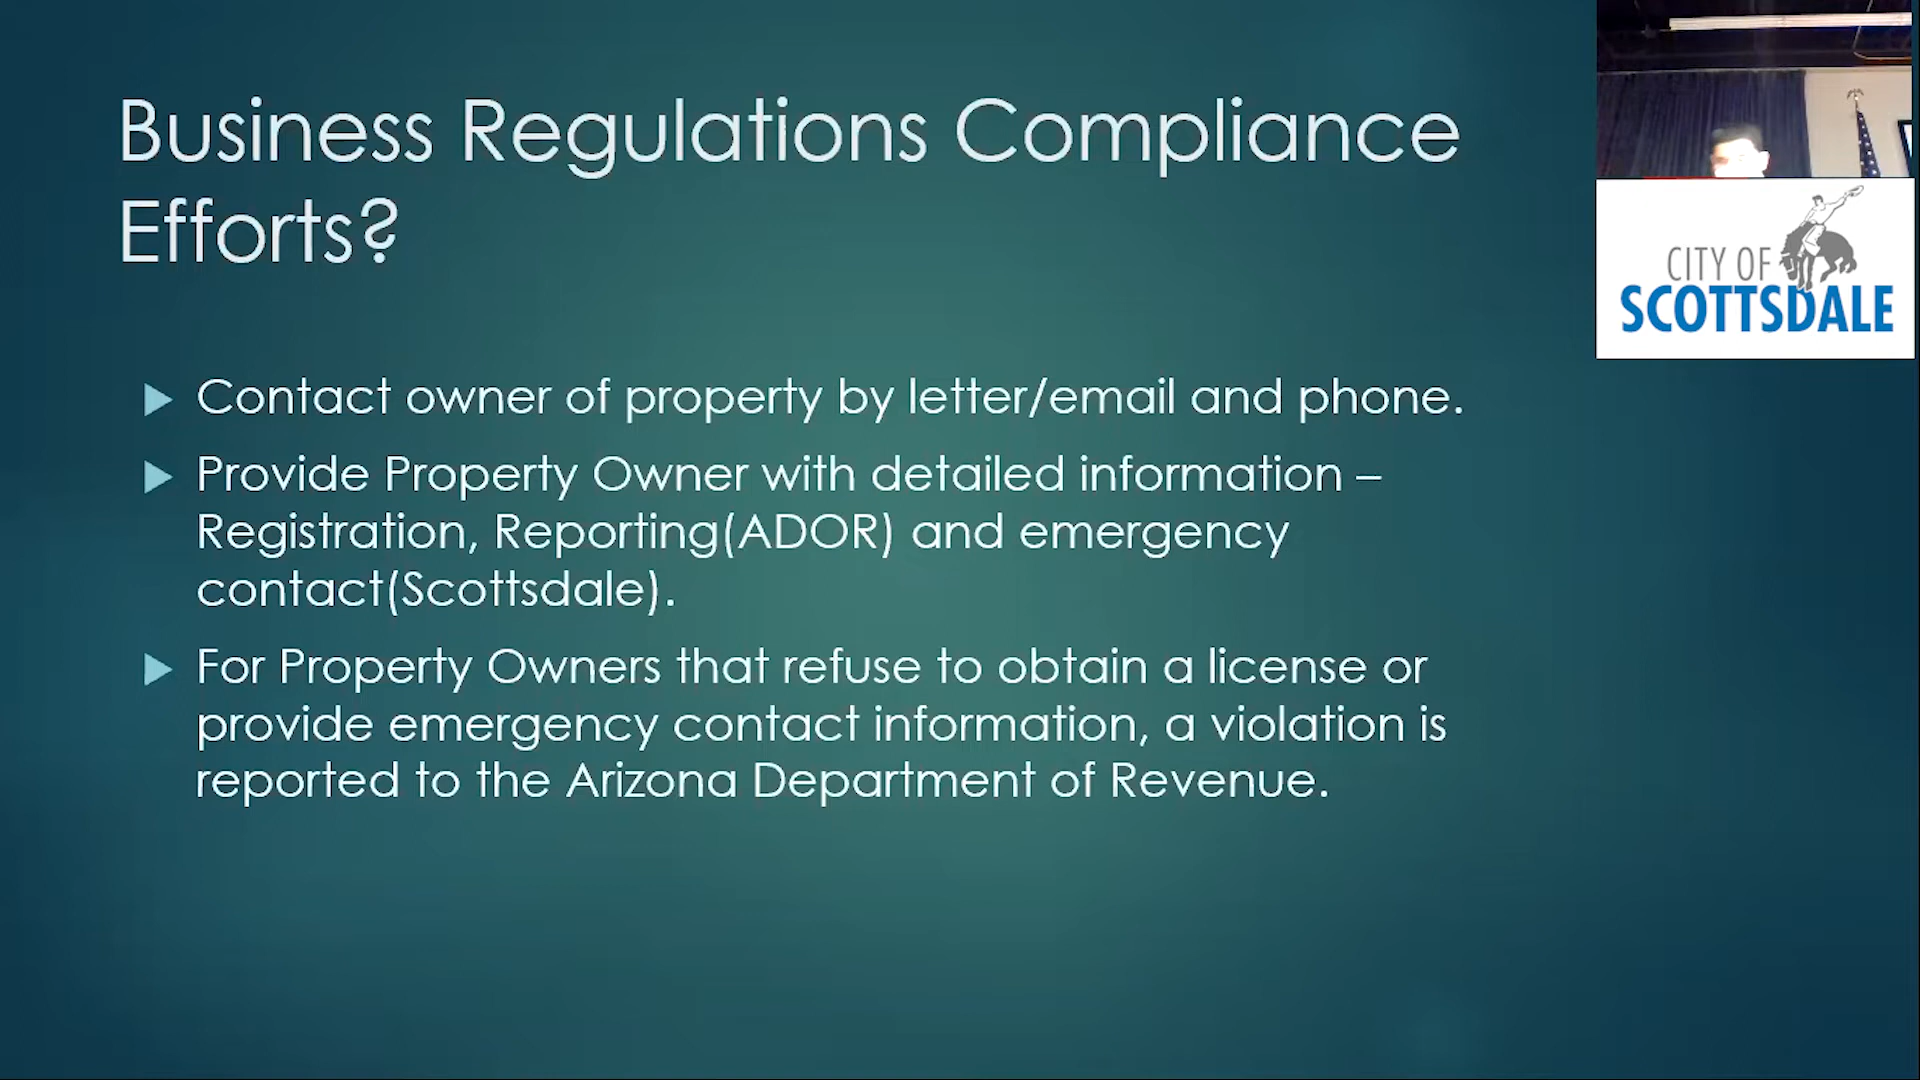 Business Regulations Compliance
Efforts?
Contact owner of property by letter/email and phone.
Provide Property Owner with detailed information –
Registration, Reporting(ADOR) and emergency
contact(Scottsdale).
For Property Owners that refuse to obtain a license or
provide emergency contact information, a violation is
reported to the Arizona Department of Revenue.
CITY OF
SCOTTSDALE